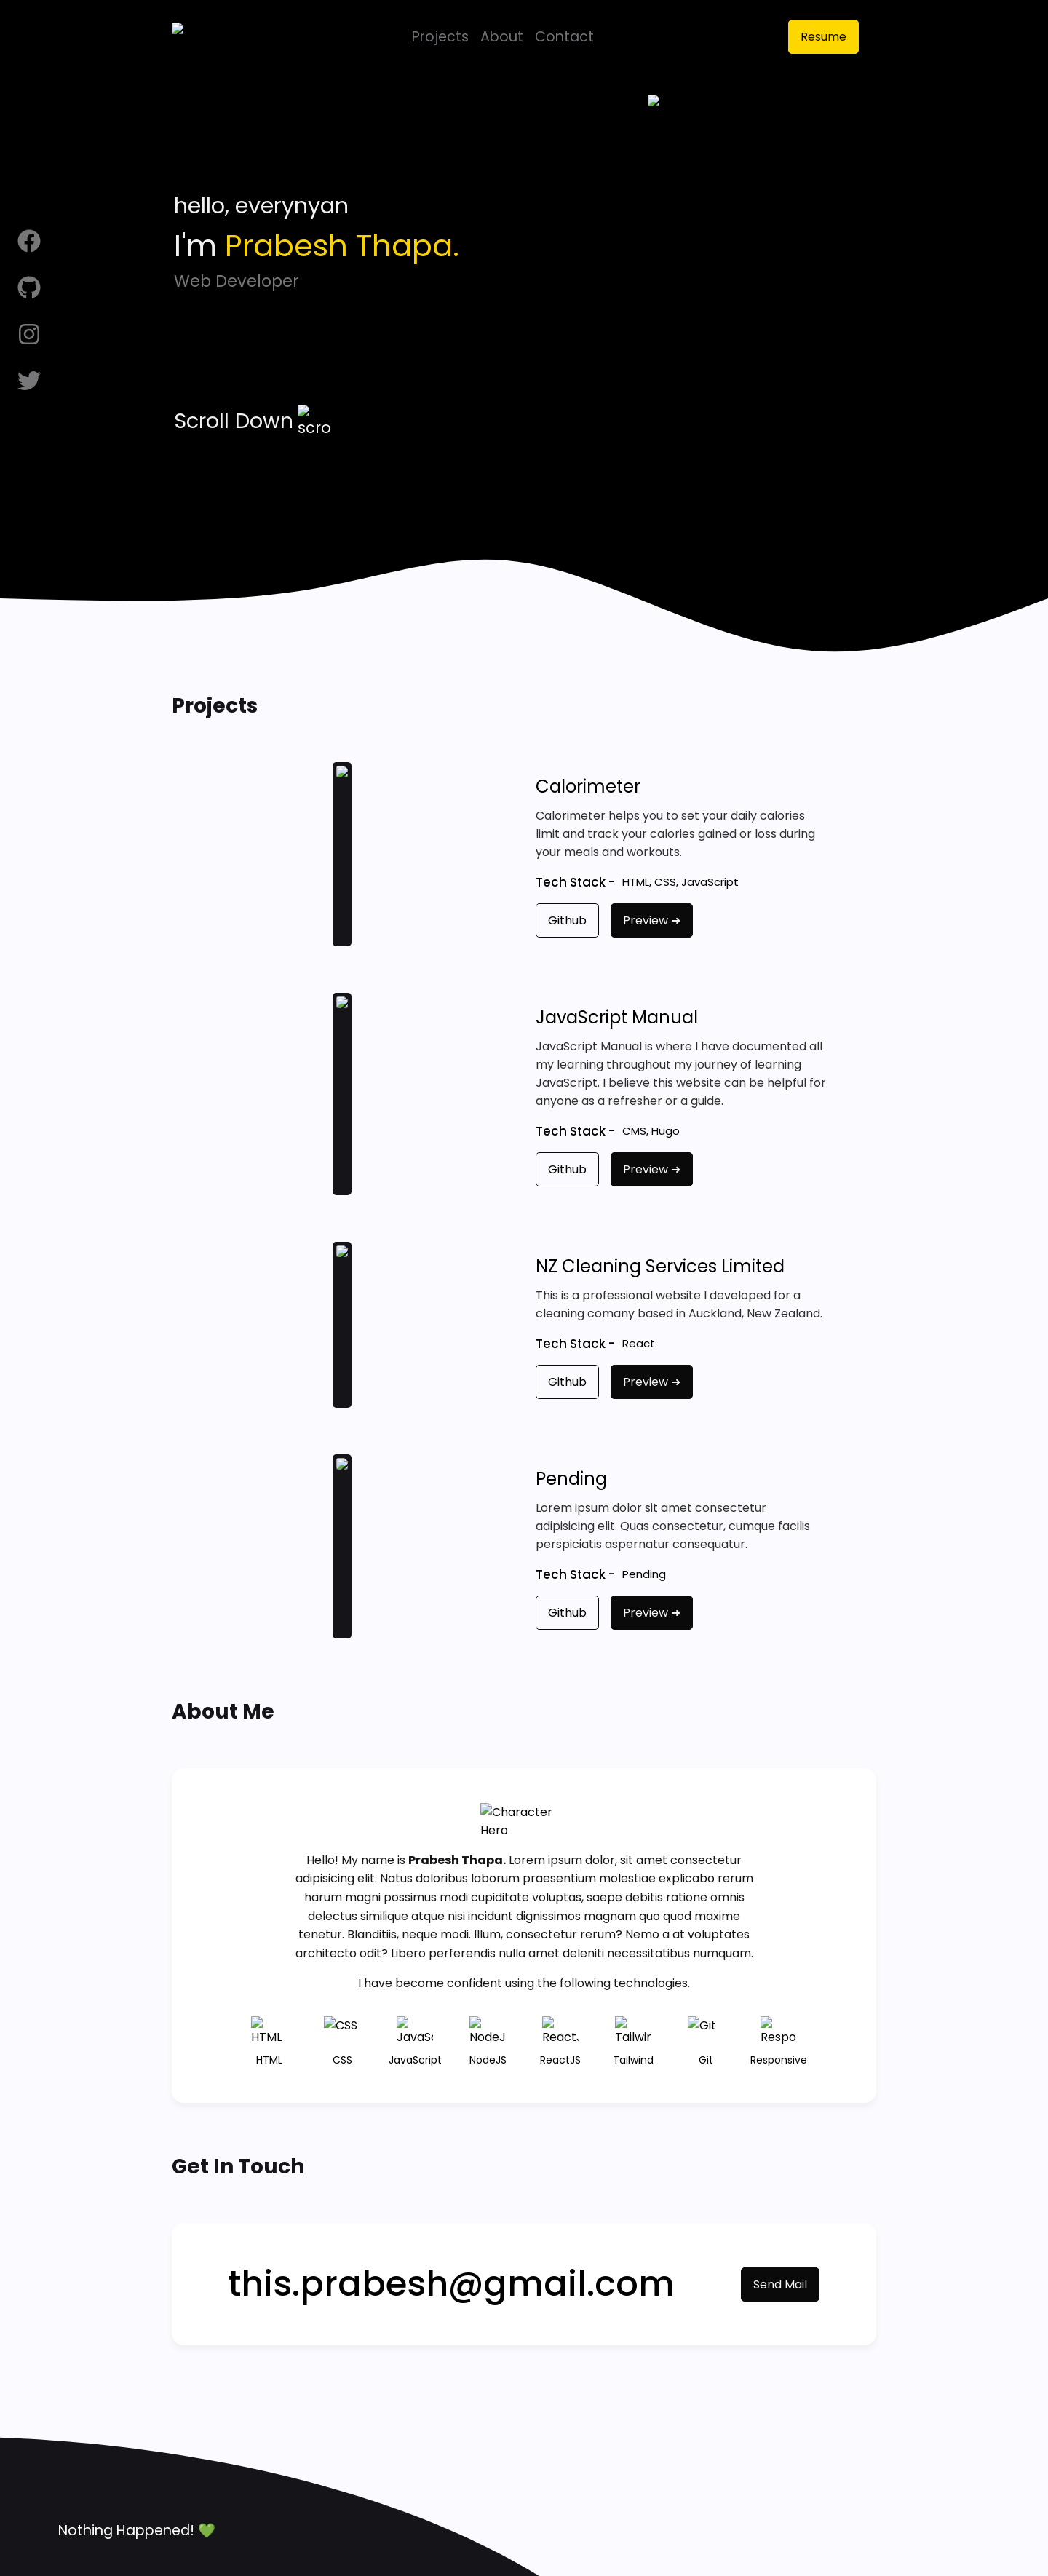 Projects About Contact
Resume
hello, everynyan
I'm Prabesh Thapa.
Web Developer
Scroll Down
scro
Projects
Calorimeter
Calorimeter helps you to set your daily calories
limit and track your calories gained or loss during
your meals and workouts.
Tech Stack - HTML, CSS, JavaScript
Github
Preview ➜
JavaScript Manual
JavaScript Manual is where I have documented all
my learning throughout my journey of learning
JavaScript. I believe this website can be helpful for
anyone as a refresher or a guide.
Tech Stack - CMS, Hugo
Github
Preview ➜
NZ Cleaning Services Limited
This is a professional website I developed for a
cleaning comany based in Auckland, New Zealand.
Tech Stack - React
Github
Preview ➜
Pending
Lorem ipsum dolor sit amet consectetur
adipisicing elit. Quas consectetur, cumque facilis
perspiciatis aspernatur consequatur.
Tech Stack - Pending
Github
Preview ➜
About Me
Character
Hero
Hello! My name is Prabesh Thapa. Lorem ipsum dolor, sit amet consectetur
adipisicing elit. Natus doloribus laborum praesentium molestiae explicabo rerum
harum magni possimus modi cupiditate voluptas, saepe debitis ratione omnis
delectus similique atque nisi incidunt dignissimos magnam quo quod maxime
tenetur. Blanditiis, neque modi. Illum, consectetur rerum? Nemo a at voluptates
architecto odit? Libero perferendis nulla amet deleniti necessitatibus numquam.
I have become confident using the following technologies.
HTML CSS JavaSc NodeJ ReactJ Tailwin Git Respo
HTML CSS JavaScript NodeJS ReactJS Tailwind Git Responsive
Get In Touch
this.prabesh@gmail.com
Send Mail
Nothing Happened! 💚